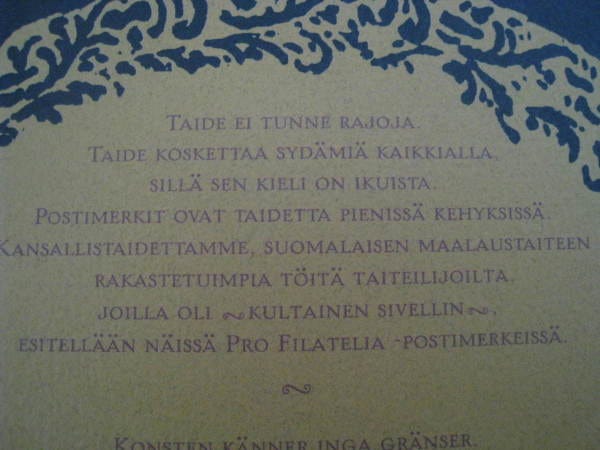 Taide ei tunne rajoja.
Taide koskettaa sydämiä kaikkialla,
sillä sen kieli on ikuista.
Postimerkit ovat taidetta pienissä kehyksissä.
Kansallistaidettamme, suomalaisen maalaustaiteen
rakastetuimpia töitä taiteilijoilta,
joilla oli ~kultainen sivellin~,
esitellään näissä Pro Filatelia -postimerkeissä.
~
Konsten känner inga gränser.